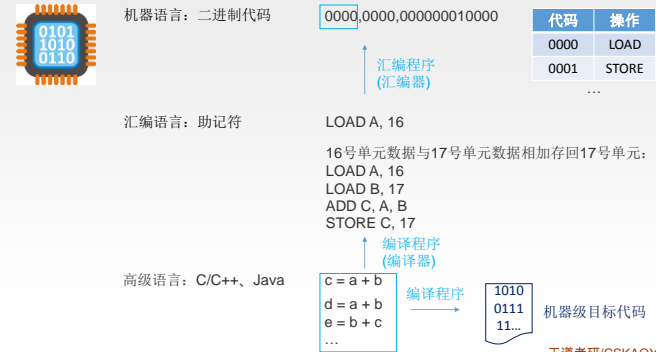 0101
1010
0110
机器语言：二进制代码
0000,0000,000000010000
代码 操作
0000 LOAD
0001 STORE
…
汇编程序
(汇编器)
汇编语言：助记符
LOAD A, 16
16号单元数据与17号单元数据相加存回17号单元：
LOAD A, 16
LOAD B, 17
ADD C, A, B
STORE C, 17
编译程序
(编译器)
高级语言：C/C++、Java
c = a + b
d = a + b
e = b + c
…
编译程序
1010
0111
11...
机器级目标代码